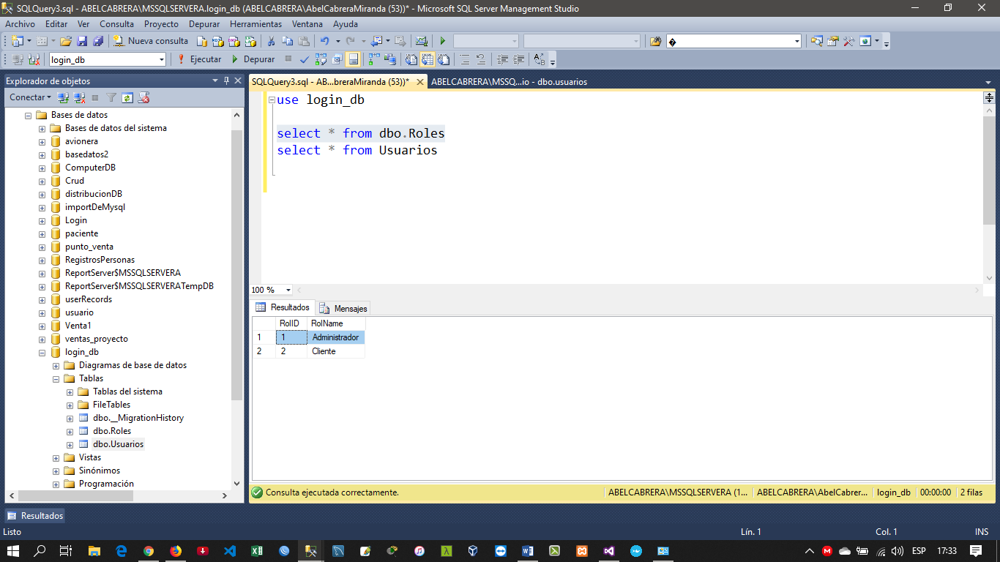 SQLQuery3.sql - ABELCABRERA\MSSQLSERVERA.login_db (ABELCABRERA\AbelCabreraMiranda (53))* - Microsoft SQL Server Management Studio
Archivo Editar Ver Consulta Proyecto Depurar Herramientas Ventana Ayuda
Nueva consulta
login_db Ejecutar Depurar
Explorador de objetos
SQLQuery3.sql - AB...breraMiranda (53))* ABELCABRERA\MSSQ...io - dbo.usuarios
Conectar
Bases de datos
Bases de datos del sistema
avionera
basedatos2
ComputerDB
Crud
distribucionDB
importDeMysql
Login
paciente
punto_venta
RegistrosPersonas
ReportServer$MSSQLSERVERA
ReportServer$MSSQLSERVERATempDB
userRecords
usuario
Venta1
ventas_proyecto
login_db
Diagramas de base de datos
Tablas
Tablas del sistema
FileTables
dbo.__MigrationHistory
dbo.Roles
dbo.Usuarios
Vistas
Sinónimos
Programación
use login_db
select * from dbo.Roles
select * from Usuarios
100 %
Resultados Mensajes
RolID RolName
1 1 Administrador
2 2 Cliente
Consulta ejecutada correctamente. ABELCABRERA\MSSQLSERVERA (1... ABELCABRERA\AbelCabrer... login_db 00:00:00 2 filas
Resultados
Listo Lín. 1 Col. 1 INS
ESP 17:33